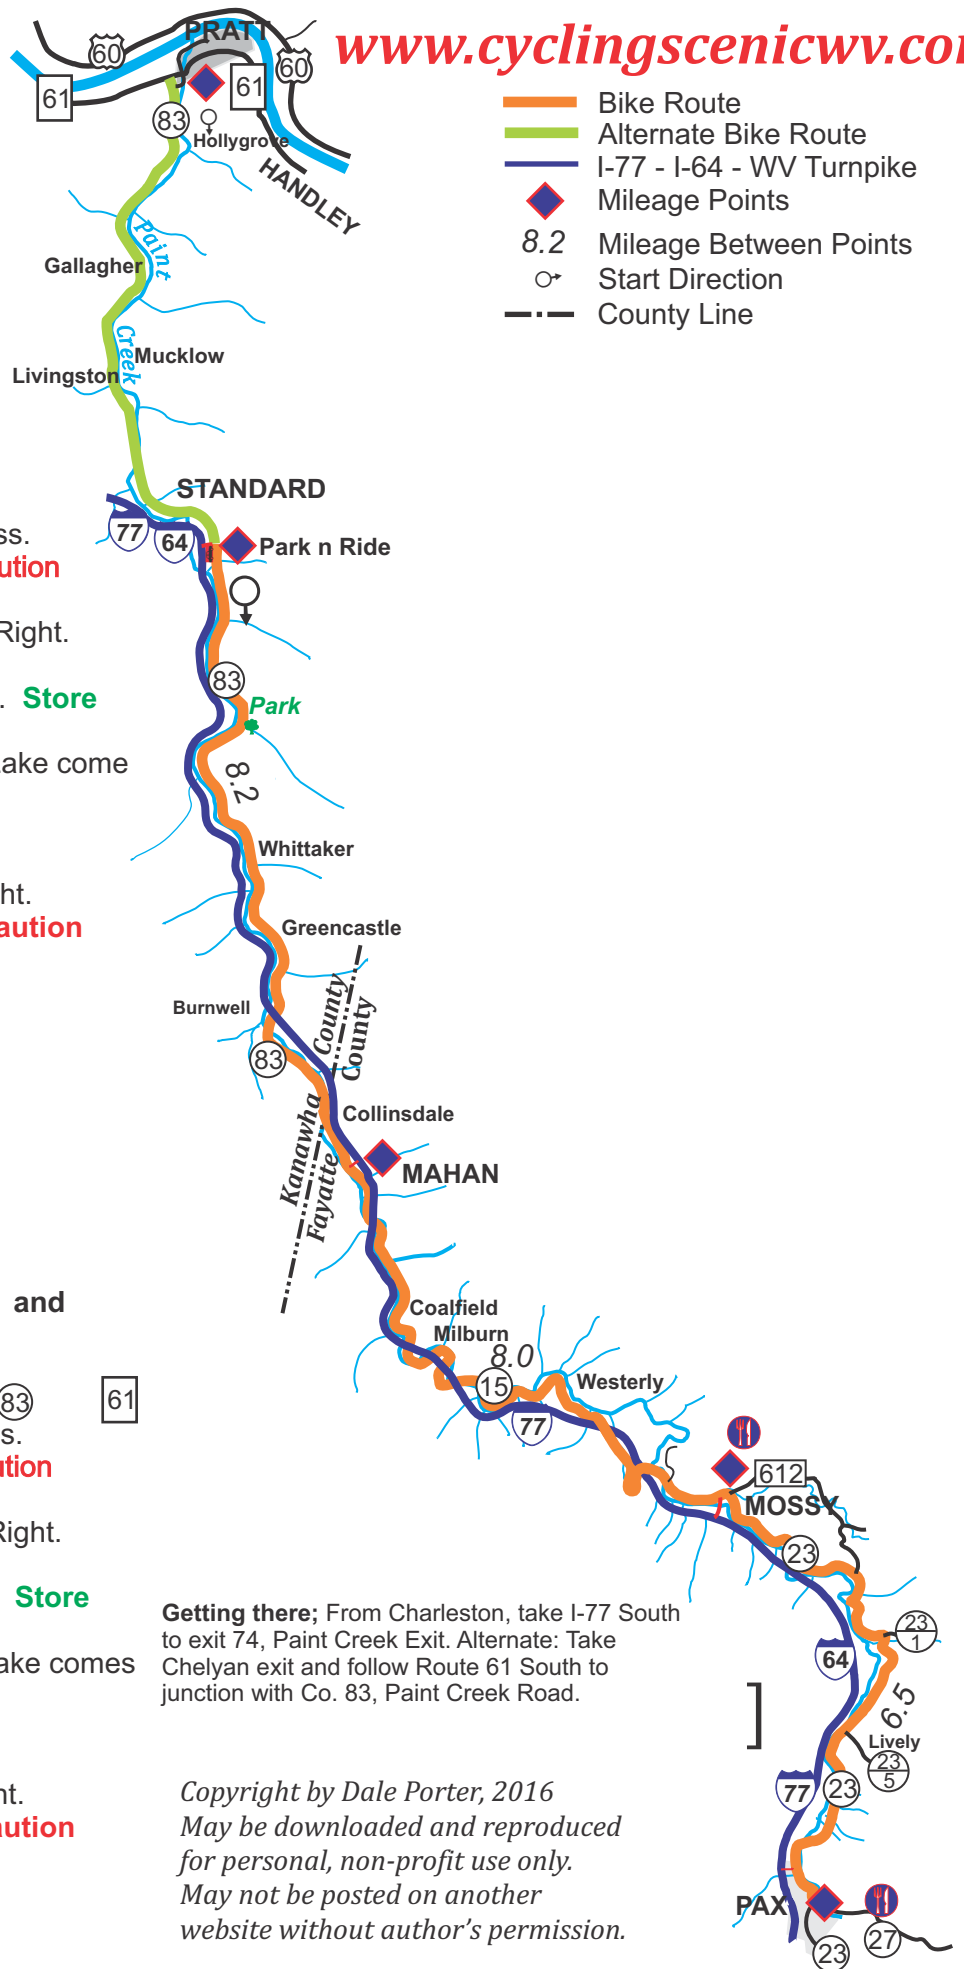 www.cyclingscenicwv.co
Bike Route
Alternate Bike Route
I-77 - I-64 - WV Turnpike
Mileage Points
8.2 Mileage Between Points
Start Direction
County Line
PRATT
60
60
61
61
83
Hollygrove
HANDLEY
Paint
Creek
Gallagher
Mucklow
Livingston
STANDARD
77
64
Park n Ride
83
Park
8.2
Whittaker
Greencastle
Burnwell
83
County
County
Kanawha
Fayatte
Collinsdale
MAHAN
Coalfield
Milburn
8.0
15
77
Westerly
612
MOSSY
23
23
1
64
6.5
Lively
23
5
77
23
PAX
23
27
ss.
ution
Right.
. Store
Lake come
ht.
aution
and
83
61
s.
ution
Right.
Store
ake comes
nt.
aution
Getting there; From Charleston, take I-77 South
to exit 74, Paint Creek Exit. Alternate: Take
Chelyan exit and follow Route 61 South to
junction with Co. 83, Paint Creek Road.
]
Copyright by Dale Porter, 2016
May be downloaded and reproduced
for personal, non-profit use only.
May not be posted on another
website without author's permission.